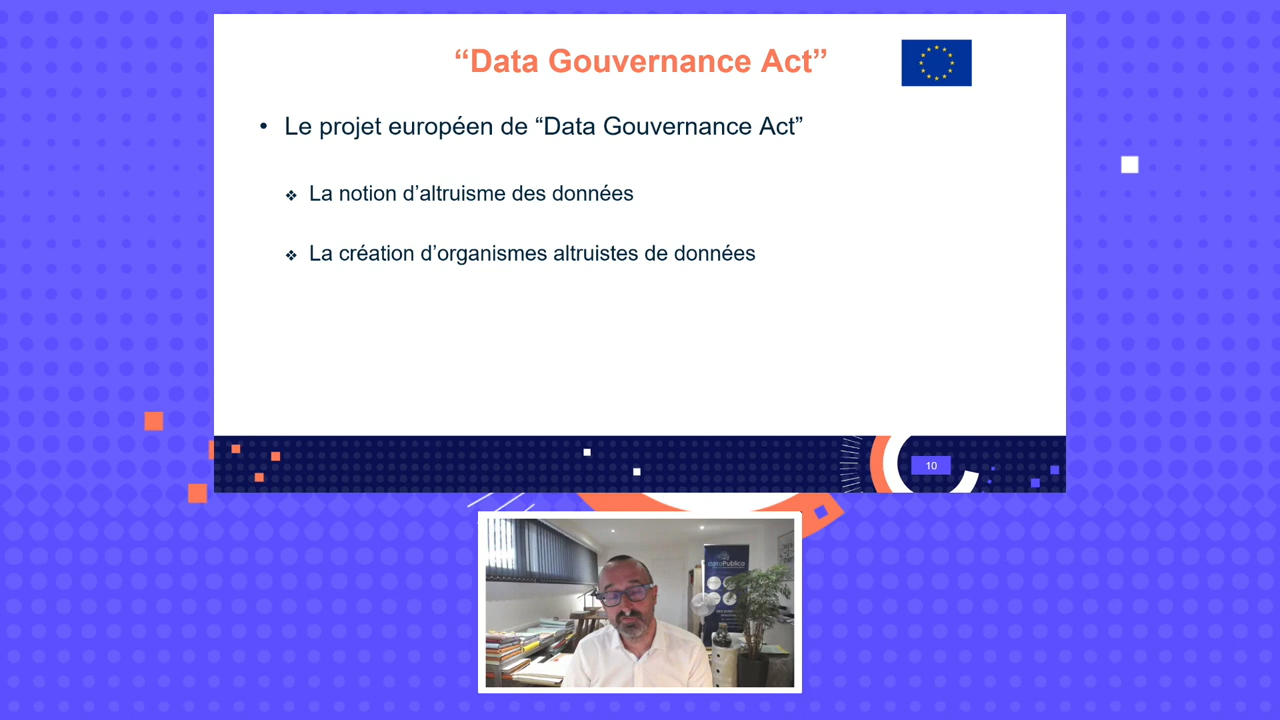 “Data Gouvernance Act”
• Le projet européen de “Data Gouvernance Act”
❖ La notion d’altruisme des données
❖ La création d’organismes altruistes de données
10